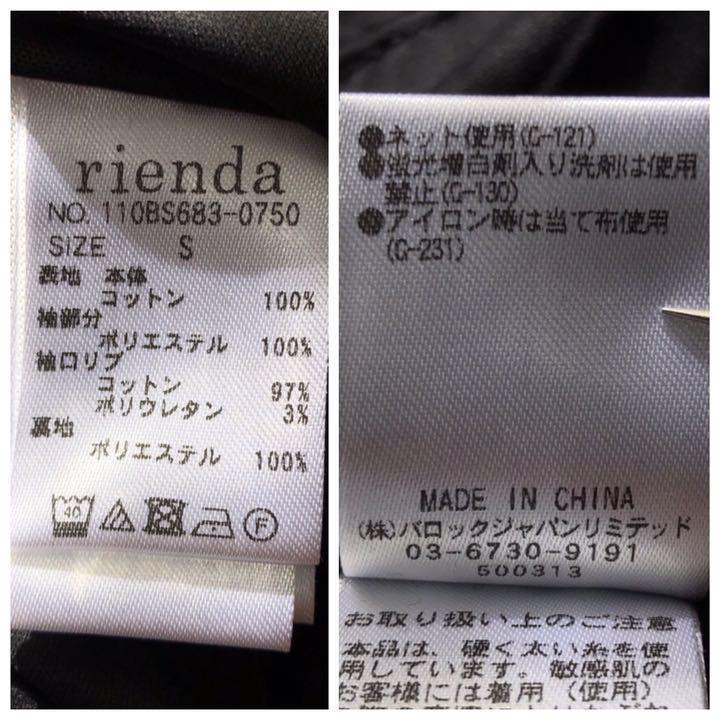 rienda
NO. 110BS683-0750
SIZE S
表地 本体
コットン 100%
袖部分
ポリエステル 100%
袖口リブ
コットン 97%
ポリウレタン 3%
裏地
ポリエステル 100%
40
F
●ネット使用(G-121)
●蛍光増白剤入り洗剤は使用
禁止(G-130)
●アイロン時は当て布使用
(G-231)
MADE IN CHINA
(株)バロックジャパンリミテッド
03-6730-9191
500313
お取り扱い上のご注意
本品は、硬く太い糸を使
用しています。敏感肌の
お客様には着用（使用）